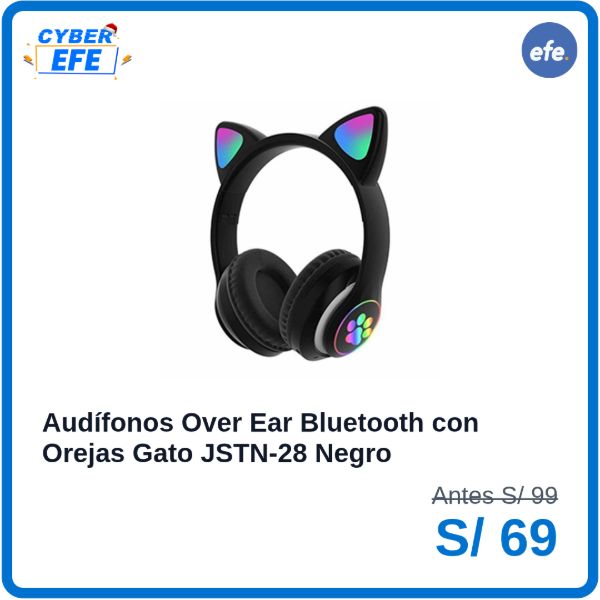 CYBER
EFE
efe.
Audífonos Over Ear Bluetooth con
Orejas Gato JSTN-28 Negro
Antes S/ 99
S/ 69